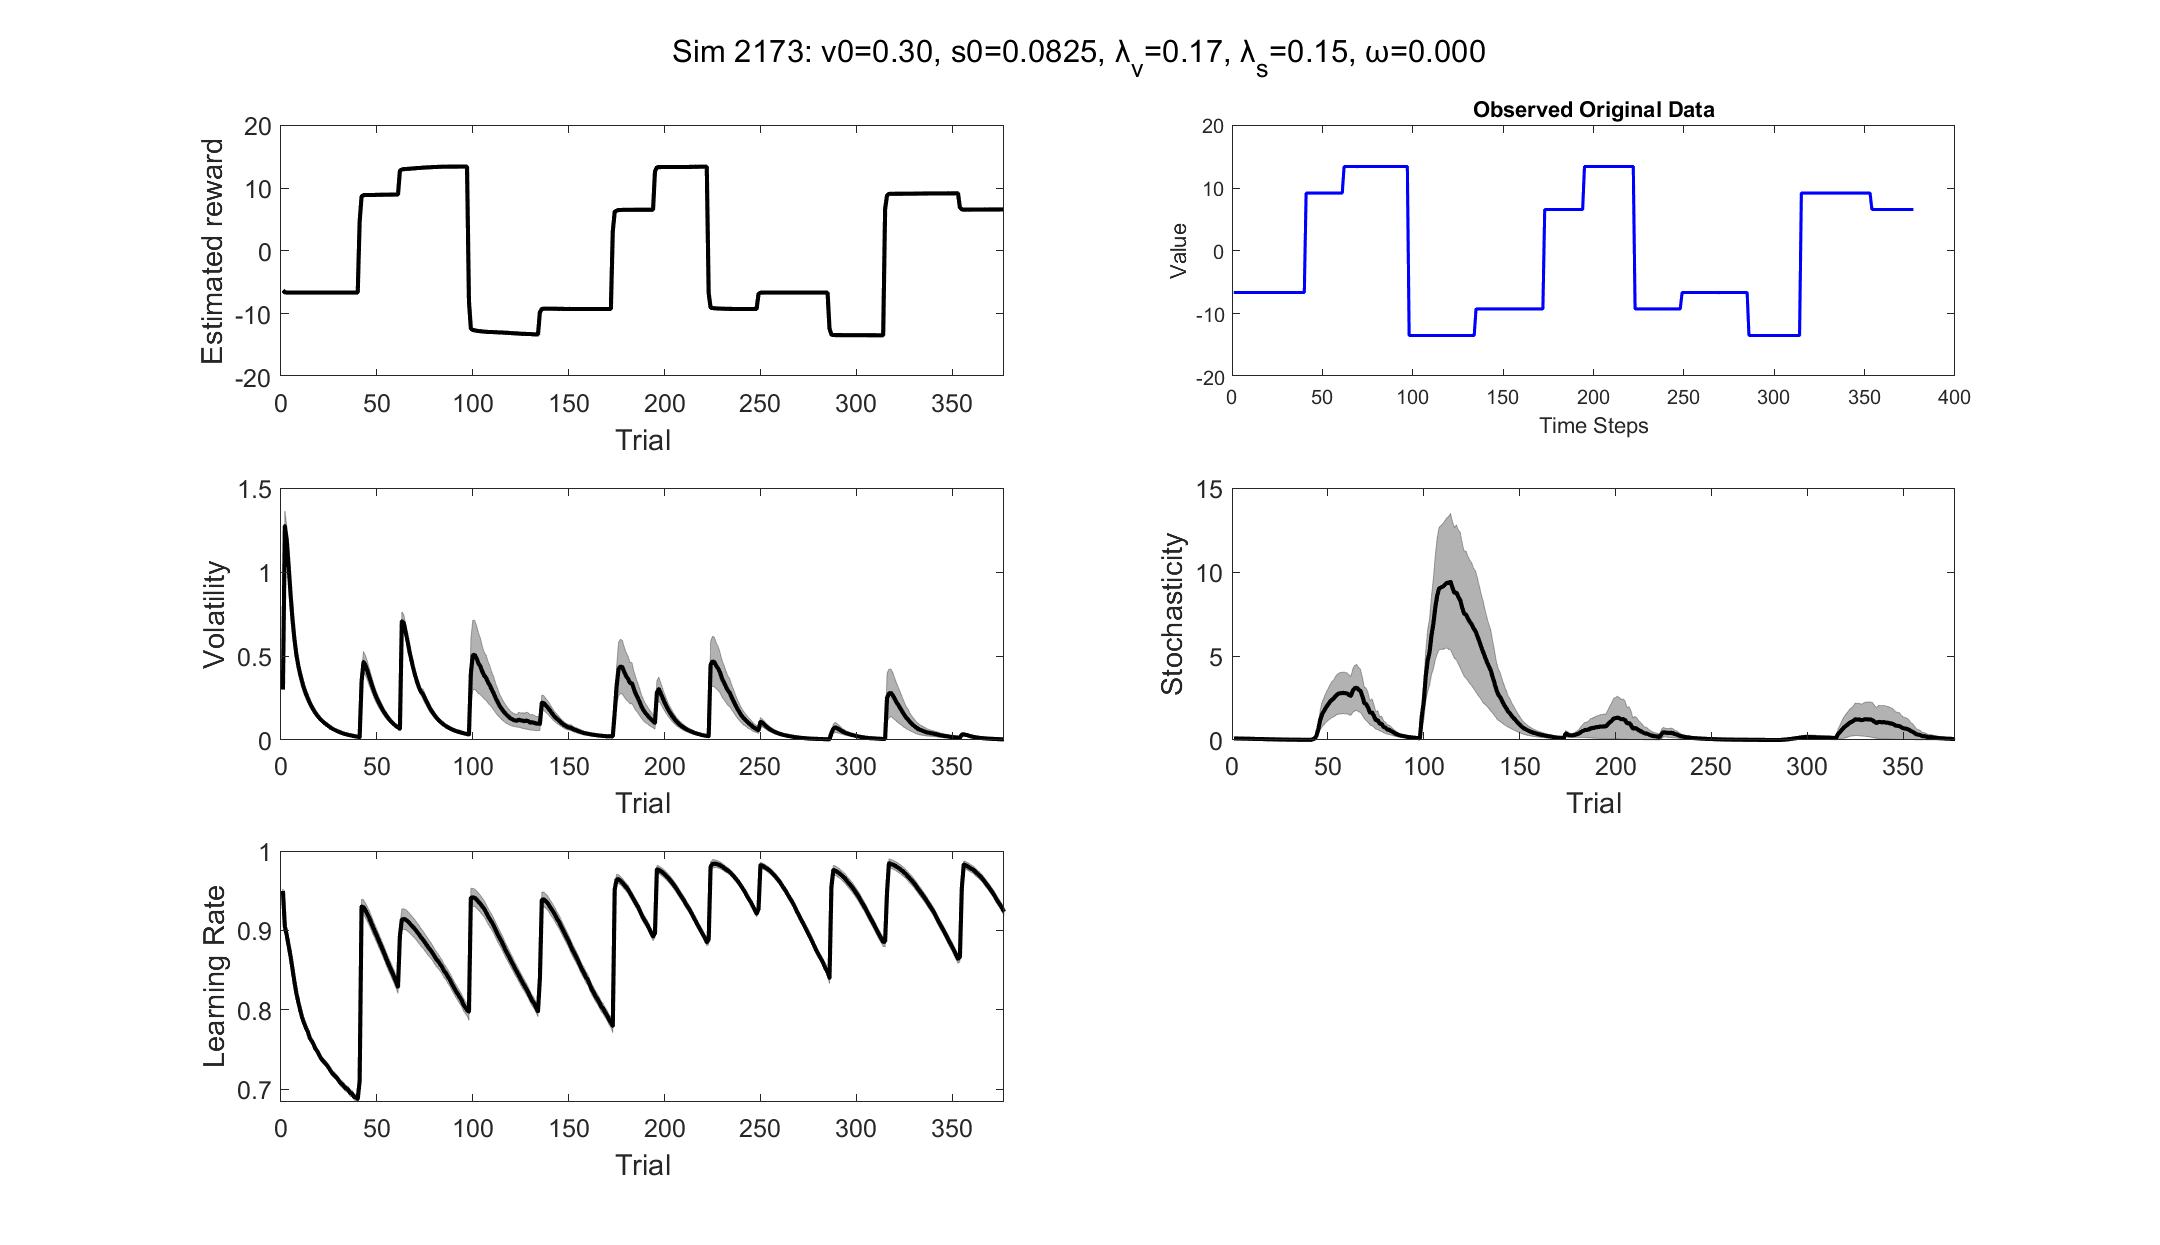 Sim 2173: v0=0.30, s0=0.0825, λ_v=0.17, λ_s=0.15, ω=0.000
Estimated reward
20
10
0
-10
-20
0 50 100 150 200 250 300 350
Trial
Observed Original Data
Value
20
10
0
-10
-20
0 50 100 150 200 250 300 350 400
Time Steps
Volatility
1.5
1
0.5
0
0 50 100 150 200 250 300 350
Trial
Stochasticity
15
10
5
0
0 50 100 150 200 250 300 350
Trial
Learning Rate
1
0.9
0.8
0.7
0 50 100 150 200 250 300 350
Trial